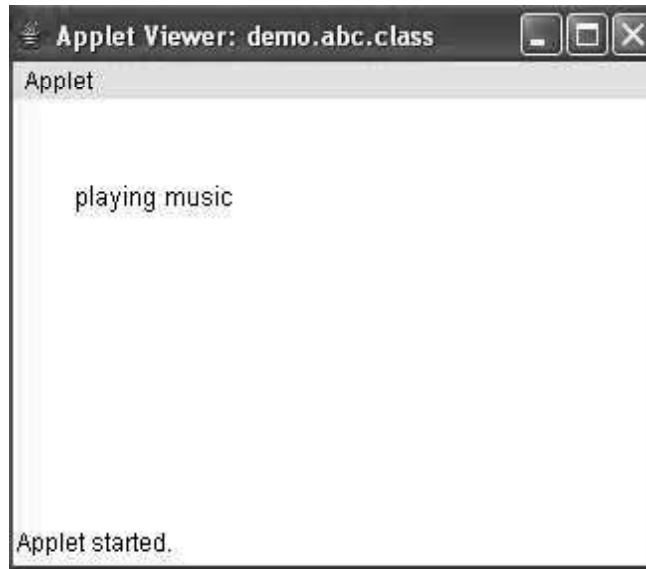 Applet Viewer: demo.abc.class
Applet
playing music
Applet started.